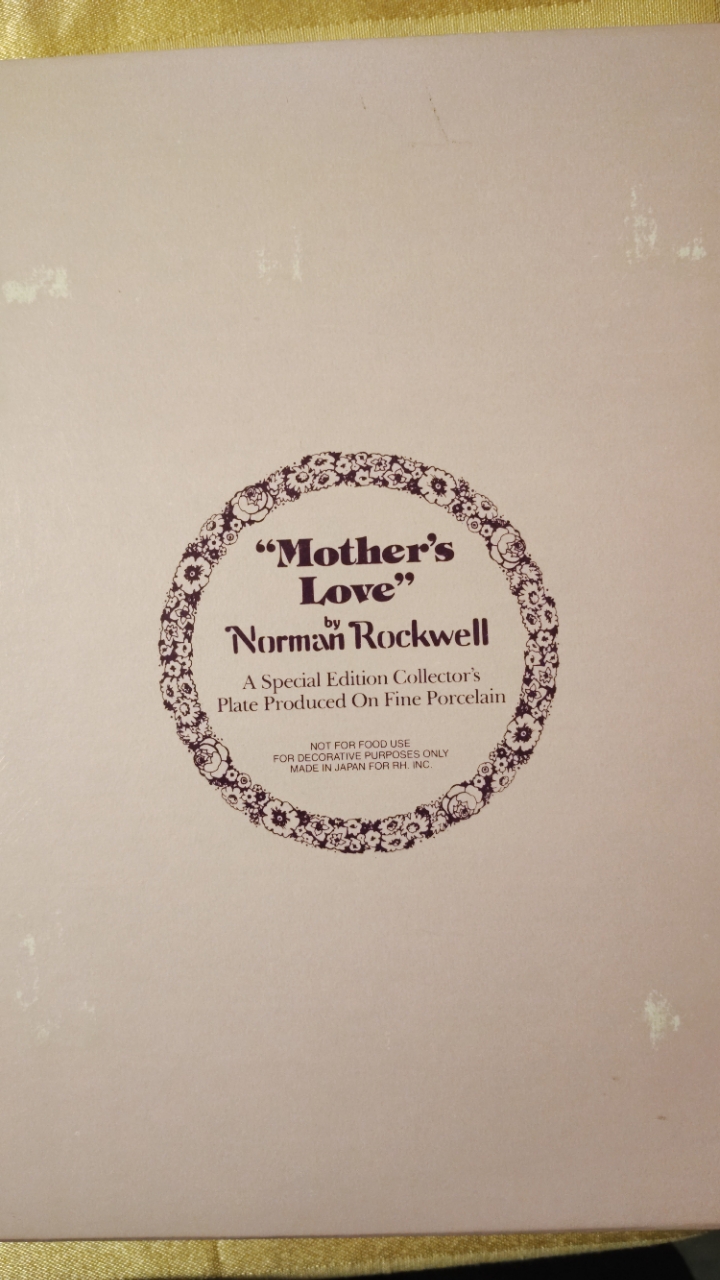 “Mother’s
Love”
by
Norman Rockwell
A Special Edition Collector’s
Plate Produced On Fine Porcelain
NOT FOR FOOD USE
FOR DECORATIVE PURPOSES ONLY
MADE IN JAPAN FOR RH. INC.